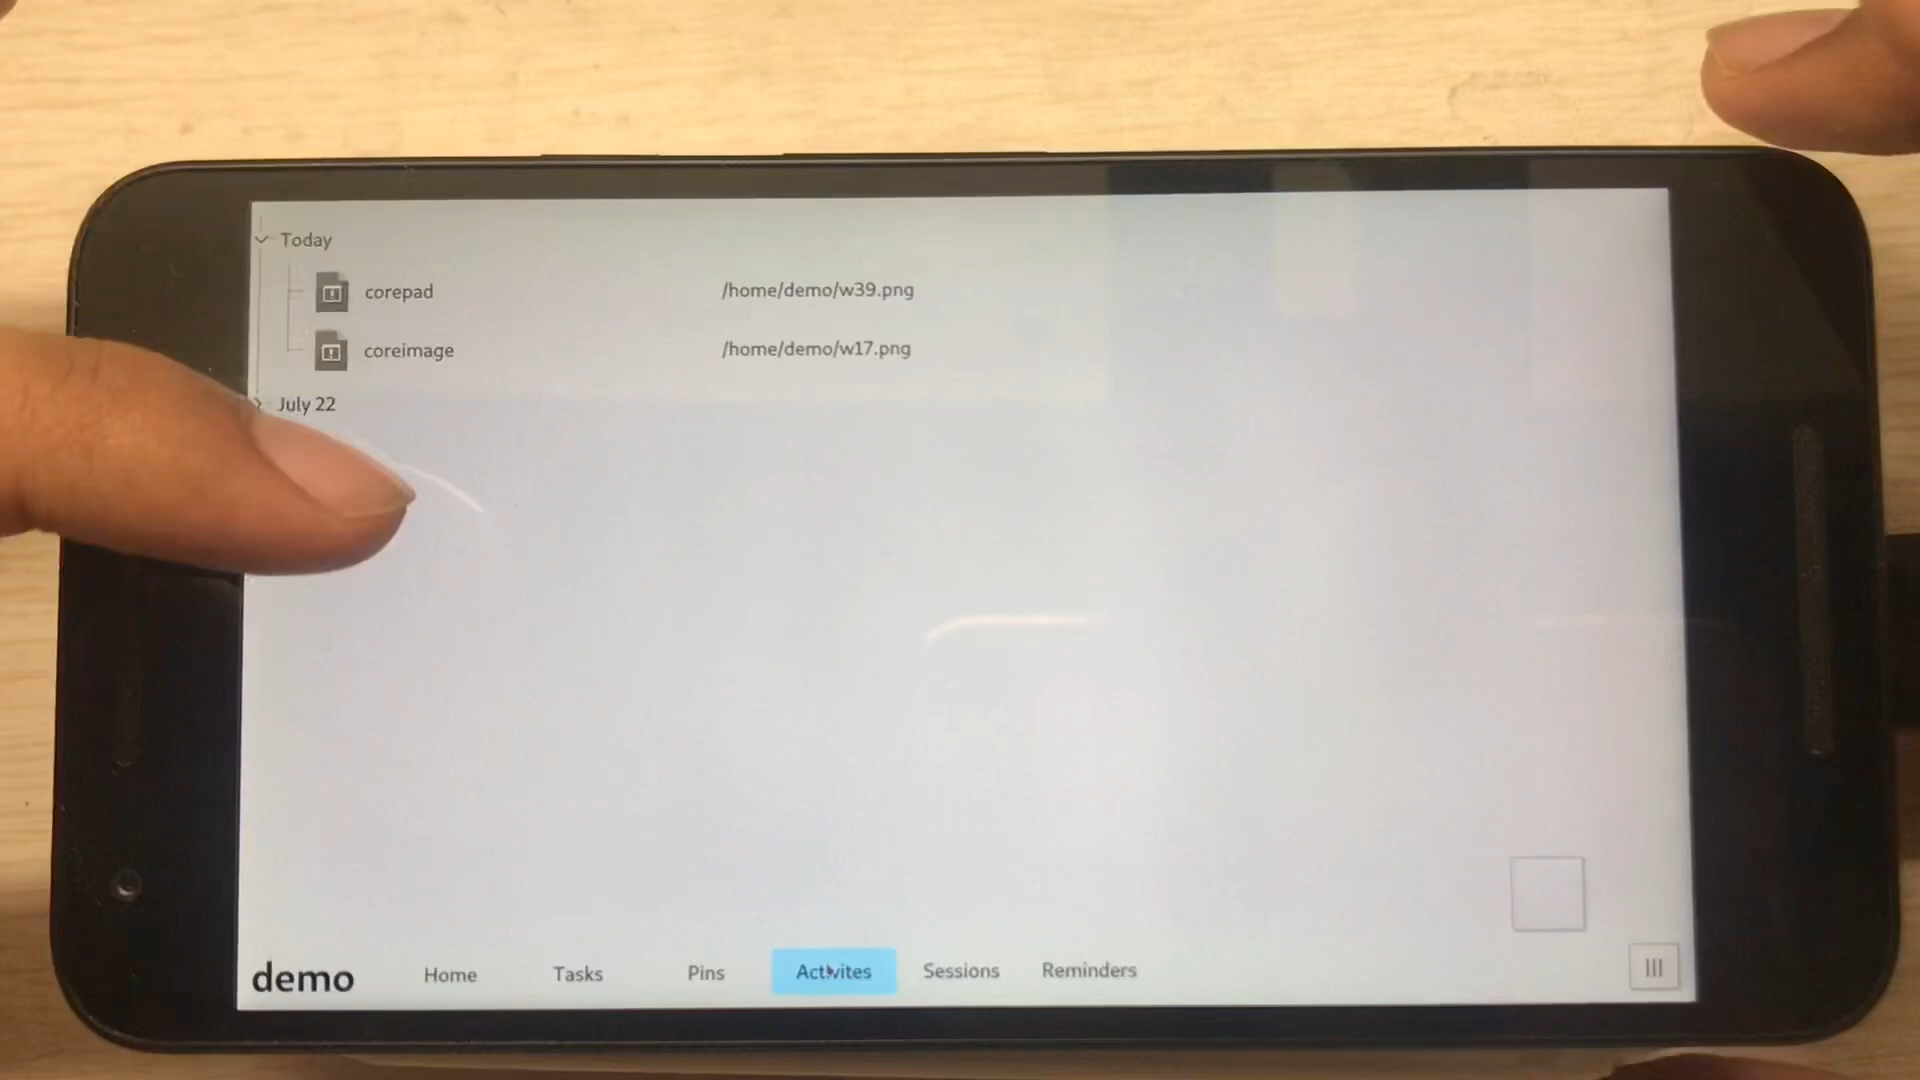 Today
corepad /home/demo/w39.png
coreimage /home/demo/w17.png
July 22
demo Home Tasks Pins Activites Sessions Reminders